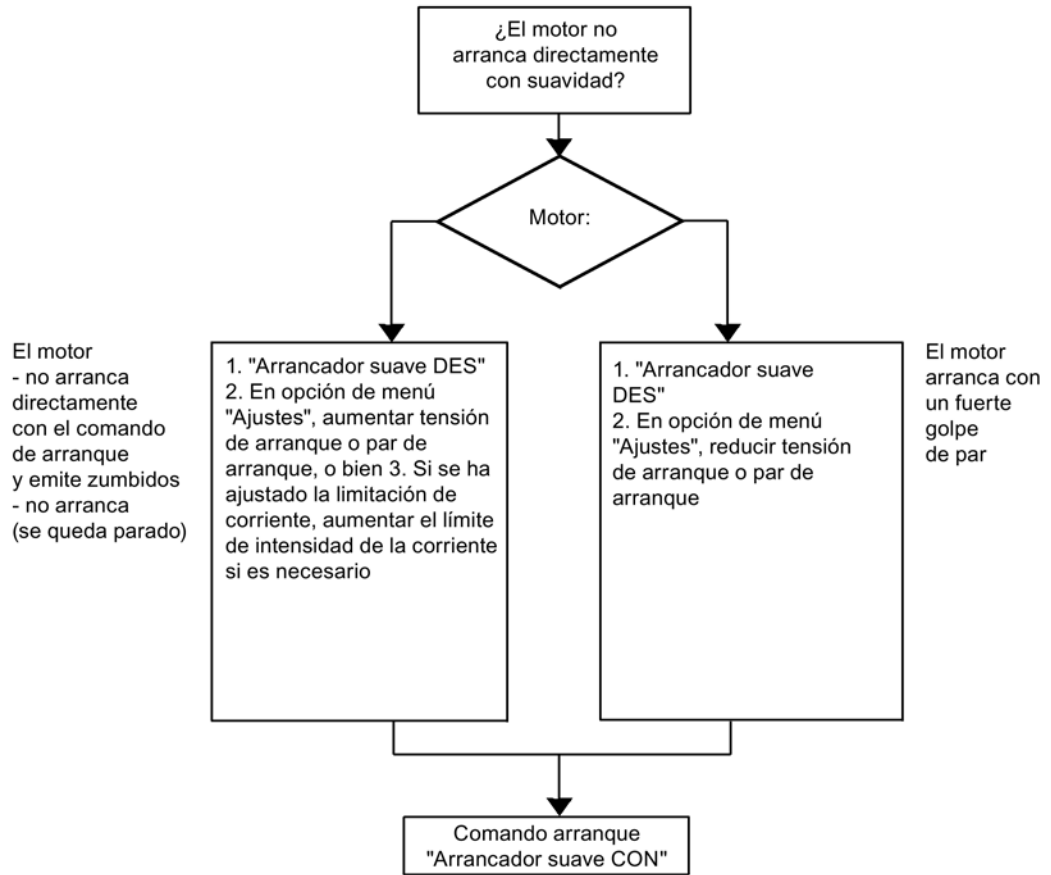 ¿El motor no
arranca directamente
con suavidad?
Motor:
El motor
- no arranca
directamente
con el comando
de arranque
y emite zumbidos
- no arranca
(se queda parado)
1. "Arrancador suave DES"
2. En opción de menú
"Ajustes", aumentar tensión
de arranque o par de
arranque, o bien 3. Si se ha
ajustado la limitación de
corriente, aumentar el límite
de intensidad de la corriente
si es necesario
1. "Arrancador suave
DES"
2. En opción de menú
"Ajustes", reducir tensión
de arranque o par de
arranque
El motor
arranca con
un fuerte
golpe
de par
Comando arranque
"Arrancador suave CON"